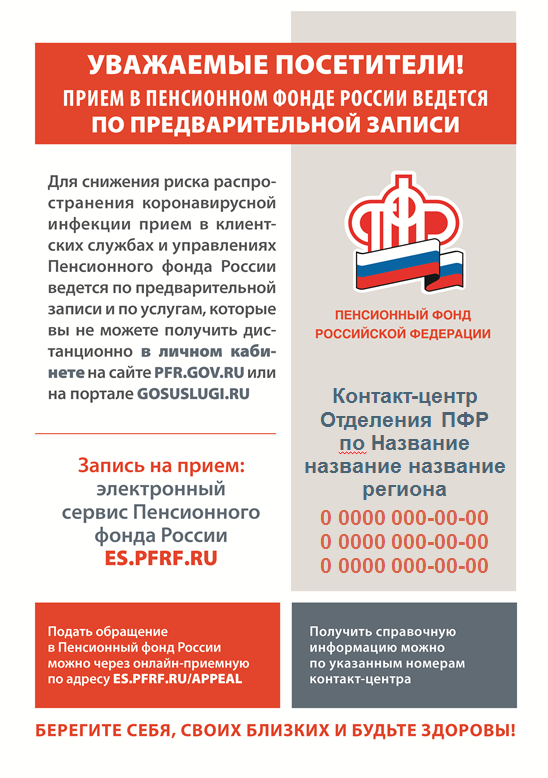 УВАЖАЕМЫЕ ПОСЕТИТЕЛИ!
ПРИЕМ В ПЕНСИОННОМ ФОНДЕ РОССИИ ВЕДЕТСЯ
ПО ПРЕДВАРИТЕЛЬНОЙ ЗАПИСИ
Для снижения риска распро-
странения коронавирусной
инфекции прием в клиент-
ских службах и управлениях
Пенсионного фонда России
ведется по предварительной
записи и по услугам, которые
вы не можете получить дис-
танционно в личном каби-
нете на сайте PFR.GOV.RU или
на портале GOSUSLUGI.RU
Запись на прием:
электронный
сервис Пенсионного
фонда России
ES.PFRF.RU
ПФР
ПЕНСИОННЫЙ ФОНД
РОССИЙСКОЙ ФЕДЕРАЦИИ
Контакт-центр
Отделения ПФР
по Название
название название
региона
0 0000 000-00-00
0 0000 000-00-00
0 0000 000-00-00
Подать обращение
в Пенсионный фонд России
можно через онлайн-приемную
по адресу ES.PFRF.RU/APPEAL
Получить справочную
информацию можно
по указанным номерам
контакт-центра
БЕРЕГИТЕ СЕБЯ, СВОИХ БЛИЗКИХ И БУДЬТЕ ЗДОРОВЫ!